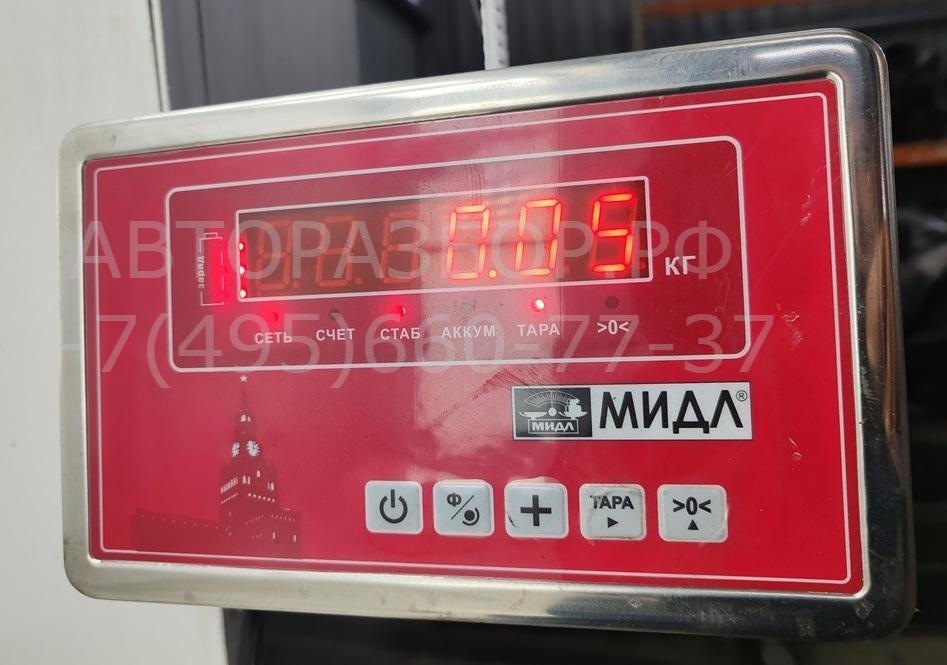 АВТОРАЗБОР.РФ
+7(495)660-77-37
заряд
0.05
КГ
СЕТЬ СЧЕТ СТАБ АККУМ ТАРА >0<
МИДЛ МИДЛ®
Ф ТАРА >0<